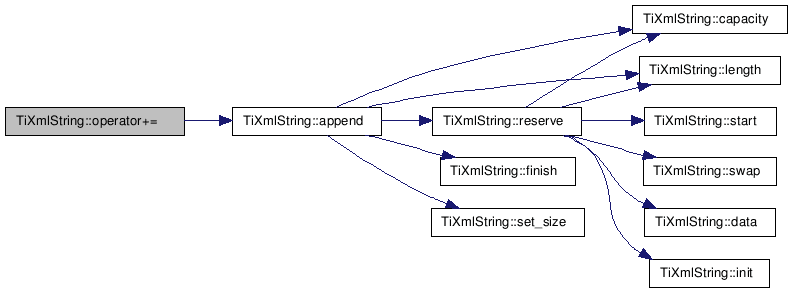 TiXmlString::capacity
TiXmlString::length
TiXmlString::operator+=
TiXmlString::append
TiXmlString::reserve
TiXmlString::start
TiXmlString::finish
TiXmlString::swap
TiXmlString::set_size
TiXmlString::data
TiXmlString::init